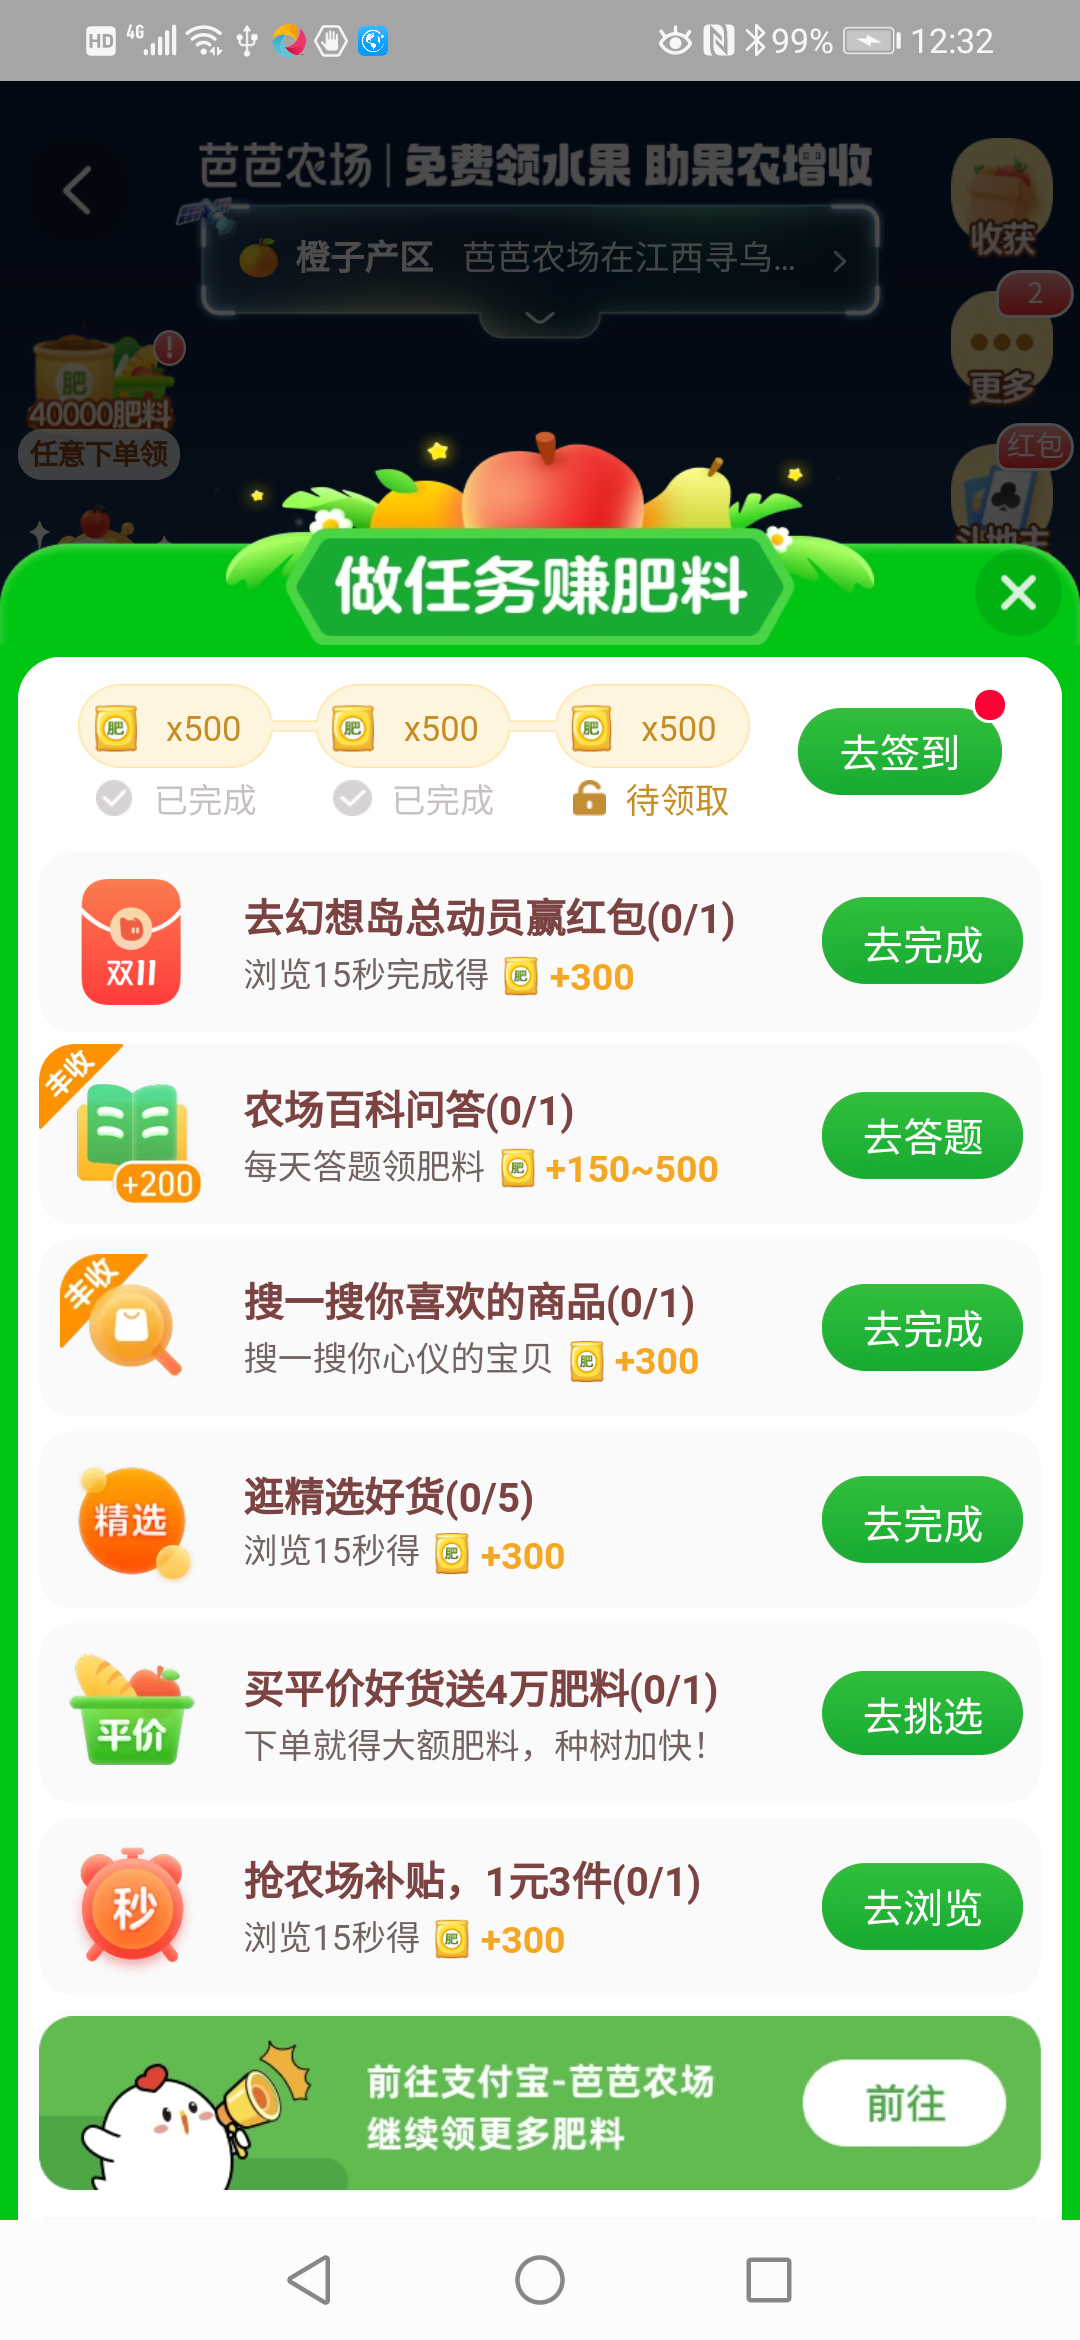 HD 4G 99% 12:32
芭芭农场 | 免费领水果 助果农增收
收获
橙子产区 芭芭农场在江西寻乌...
2
更多
肥
!
40000肥料
任意下单领
红包
斗地主
做任务赚肥料
肥 x500 肥 x500 肥 x500
已完成 已完成 待领取
去签到
双11
去幻想岛总动员赢红包(0/1)
浏览15秒完成得 肥 +300
去完成
丰收
+200
农场百科问答(0/1)
每天答题领肥料 肥 +150~500
去答题
丰收
搜一搜你喜欢的商品(0/1)
搜一搜你心仪的宝贝 肥 +300
去完成
精选
逛精选好货(0/5)
浏览15秒得 肥 +300
去完成
平价
买平价好货送4万肥料(0/1)
下单就得大额肥料，种树加快！
去挑选
秒
抢农场补贴，1元3件(0/1)
浏览15秒得 肥 +300
去浏览
前往支付宝-芭芭农场
继续领更多肥料
前往